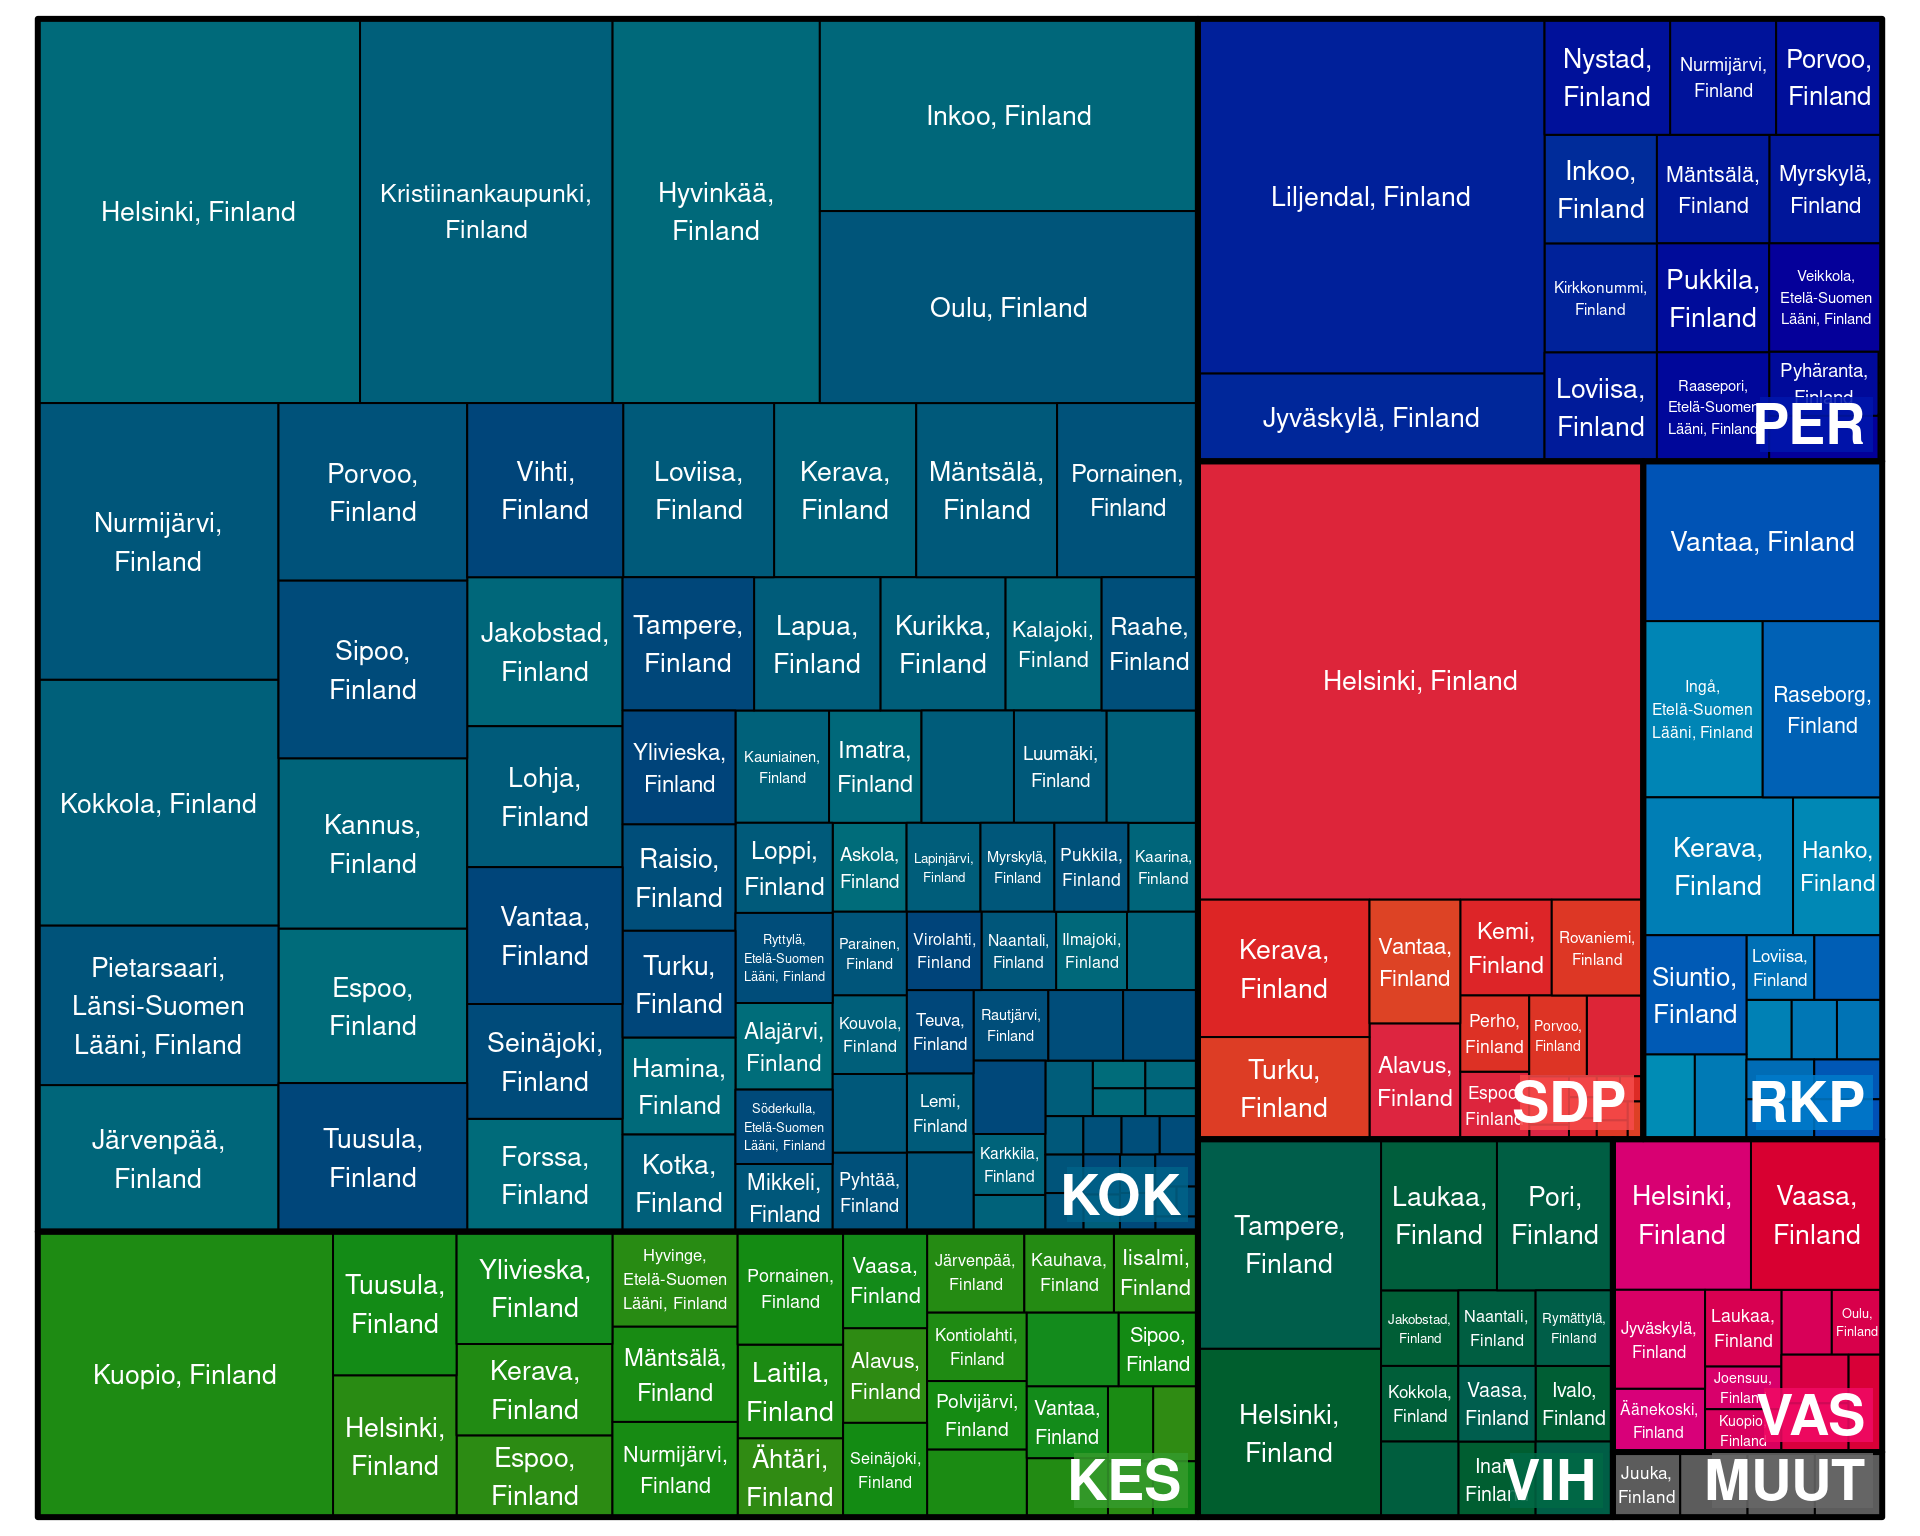 Helsinki, Finland
Kristiinankaupunki,
Finland
Hyvinkää,
Finland
Inkoo, Finland
Oulu, Finland
Nurmijärvi,
Finland
Kokkola, Finland
Pietarsaari,
Länsi-Suomen
Lääni, Finland
Järvenpää,
Finland
Porvoo,
Finland
Sipoo,
Finland
Kannus,
Finland
Espoo,
Finland
Tuusula,
Finland
Vihti,
Finland
Jakobstad,
Finland
Lohja,
Finland
Vantaa,
Finland
Seinäjoki,
Finland
Forssa,
Finland
Loviisa,
Finland
Kerava,
Finland
Mäntsälä,
Finland
Pornainen,
Finland
Tampere,
Finland
Lapua,
Finland
Kurikka,
Finland
Kalajoki,
Finland
Raahe,
Finland
Ylivieska,
Finland
Raisio,
Finland
Turku,
Finland
Hamina,
Finland
Kotka,
Finland
Kauniainen,
Finland
Imatra,
Finland
Luumäki,
Finland
Loppi,
Finland
Ryttylä,
Etelä-Suomen
Lääni, Finland
Alajärvi,
Finland
Söderkulla,
Etelä-Suomen
Lääni, Finland
Mikkeli,
Finland
Askola,
Finland
Lapinjärvi,
Finland
Myrskylä,
Finland
Pukkila,
Finland
Kaarina,
Finland
Parainen,
Finland
Kouvola,
Finland
Pyhtää,
Finland
Virolahti,
Finland
Naantali,
Finland
Ilmajoki,
Finland
Teuva,
Finland
Lemi,
Finland
Rautjärvi,
Finland
Karkkila,
Finland
KOK
Kuopio, Finland
Tuusula,
Finland
Helsinki,
Finland
Ylivieska,
Finland
Kerava,
Finland
Espoo,
Finland
Hyvinge,
Etelä-Suomen
Lääni, Finland
Mäntsälä,
Finland
Nurmijärvi,
Finland
Pornainen,
Finland
Laitila,
Finland
Ähtäri,
Finland
Vaasa,
Finland
Alavus,
Finland
Seinäjoki,
Finland
Järvenpää,
Finland
Kauhava,
Finland
Iisalmi,
Finland
Kontiolahti,
Finland
Polvijärvi,
Finland
Sipoo,
Finland
Vantaa,
Finland
KES
Liljendal, Finland
Jyväskylä, Finland
Nystad,
Finland
Nurmijärvi,
Finland
Porvoo,
Finland
Inkoo,
Finland
Mäntsälä,
Finland
Myrskylä,
Finland
Kirkkonummi,
Finland
Pukkila,
Finland
Veikkola,
Etelä-Suomen
Lääni, Finland
Loviisa,
Finland
Raasepori,
Etelä-Suomen
Lääni, Finland
Pyhäranta,
Finland
PER
Helsinki, Finland
Kerava,
Finland
Turku,
Finland
Vantaa,
Finland
Alavus,
Finland
Kemi,
Finland
Rovaniemi,
Finland
Perho,
Finland
Porvoo,
Finland
Espoo
Finland
SDP
Vantaa, Finland
Ingå,
Etelä-Suomen
Lääni, Finland
Raseborg,
Finland
Kerava,
Finland
Hanko,
Finland
Siuntio,
Finland
Loviisa,
Finland
RKP
Tampere,
Finland
Helsinki,
Finland
Laukaa,
Finland
Pori,
Finland
Jakobstad,
Finland
Naantali,
Finland
Rymättylä,
Finland
Kokkola,
Finland
Vaasa,
Finland
Ivalo,
Finland
Inari
Finland
VIH
Helsinki,
Finland
Vaasa,
Finland
Jyväskylä,
Finland
Äänekoski,
Finland
Laukaa,
Finland
Joensuu,
Finland
Kuopio
Finland
Oulu,
Finland
VAS
Juuka,
Finland
MUUT